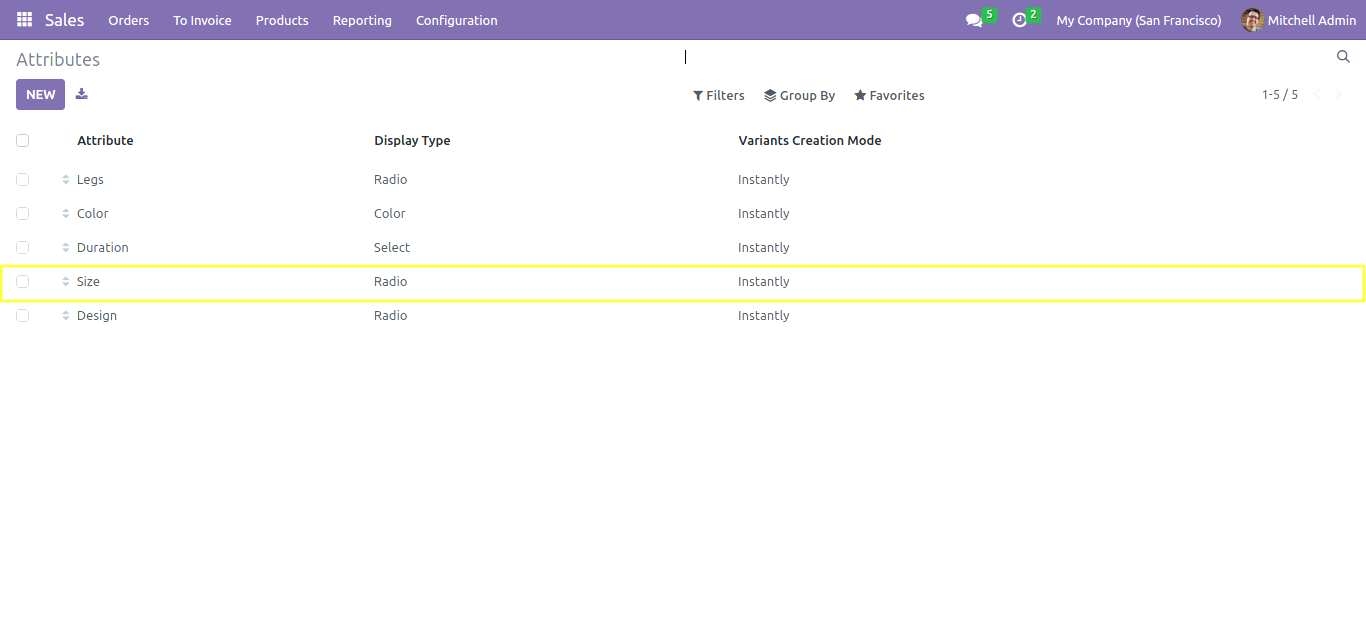 Sales Orders To Invoice Products Reporting Configuration 5 2 My Company (San Francisco) Mitchell Admin
Attributes
NEW Filters Group By Favorites 1-5 / 5
Attribute Display Type Variants Creation Mode
Legs Radio Instantly
Color Color Instantly
Duration Select Instantly
Size Radio Instantly
Design Radio Instantly